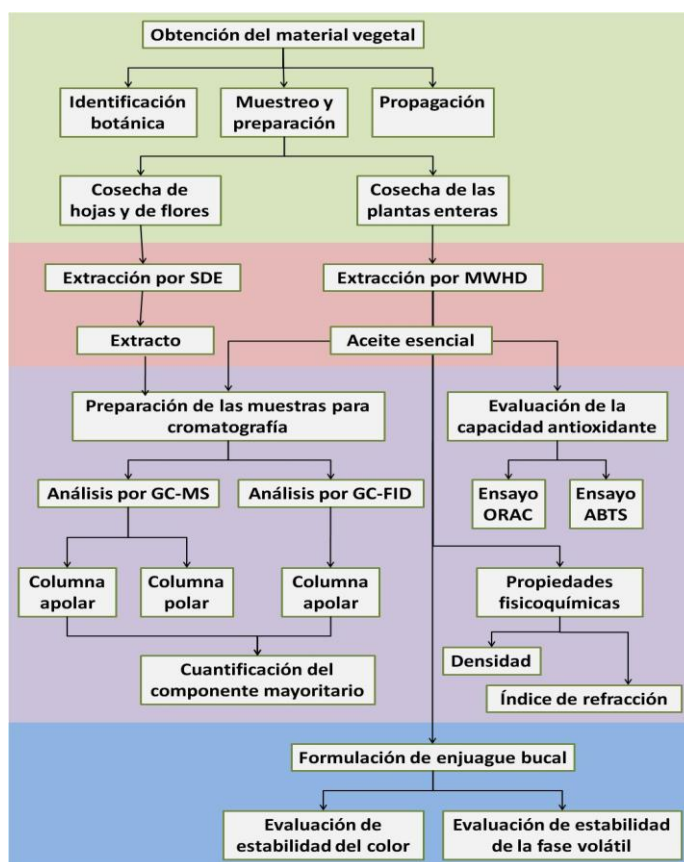 Obtención del material vegetal
Identificación
botánica
Muestreo y
preparación
Propagación
Cosecha de
hojas y de flores
Cosecha de las
plantas enteras
Extracción por SDE
Extracción por MWHD
Extracto
Aceite esencial
Preparación de las muestras para
cromatografía
Evaluación de la
capacidad antioxidante
Análisis por GC-MS
Análisis por GC-FID
Ensayo
ORAC
Ensayo
ABTS
Columna
apolar
Columna
polar
Columna
apolar
Propiedades
fisicoquímicas
Cuantificación del
componente mayoritario
Densidad
Índice de refracción
Formulación de enjuague bucal
Evaluación de
estabilidad del color
Evaluación de estabilidad
de la fase volátil